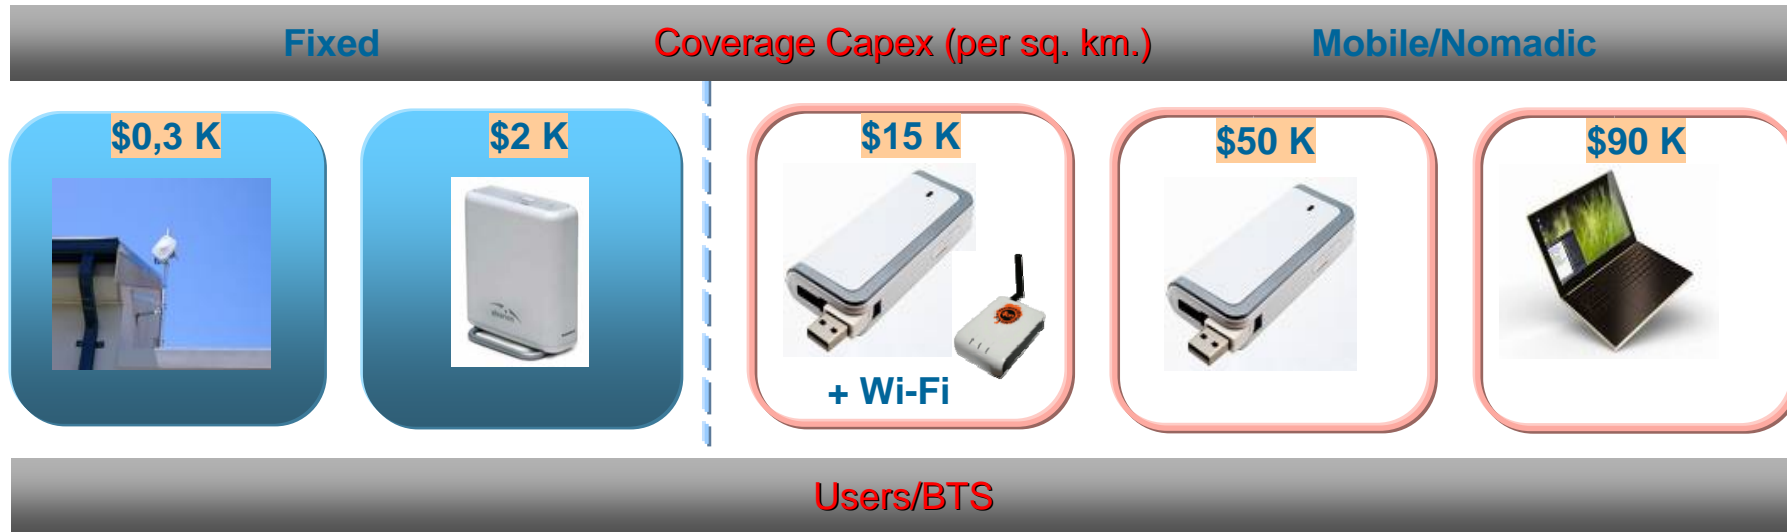 Fixed Coverage Capex (per sq. km.) Mobile/Nomadic
$0,3 K $2 K $15 K $50 K $90 K
+ Wi-Fi
Users/BTS